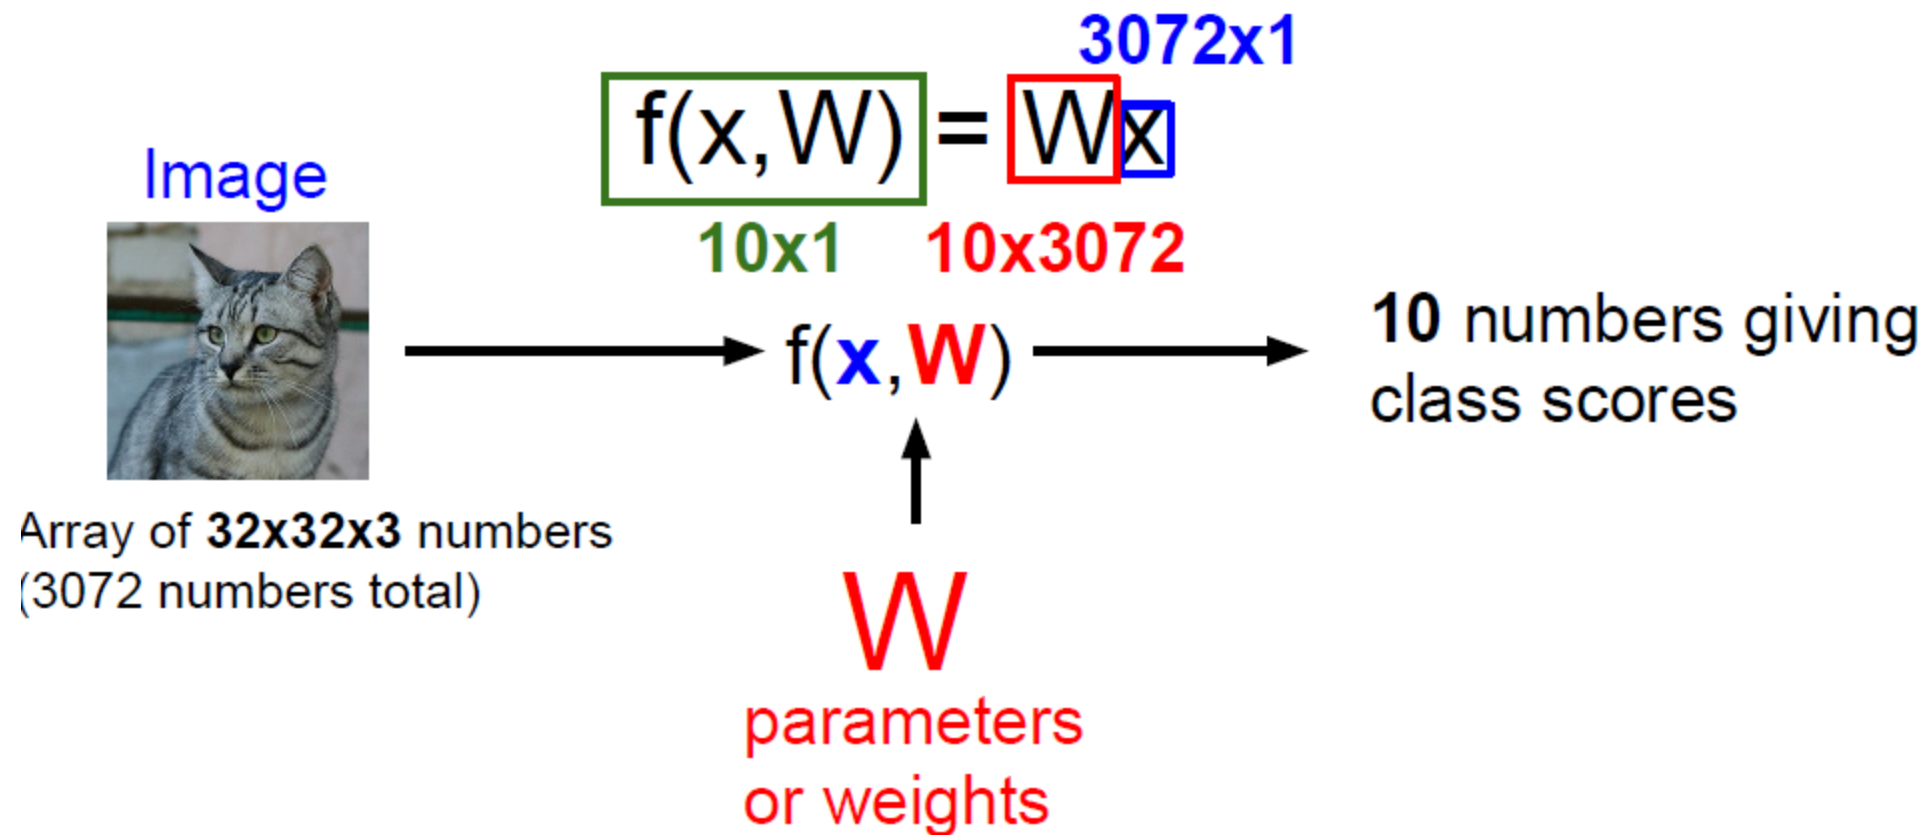 3072x1
f(x,W) = Wx
Image
10x1 10x3072
f(x,W)
10 numbers giving
class scores
Array of 32x32x3 numbers
(3072 numbers total)
W
parameters
or weights